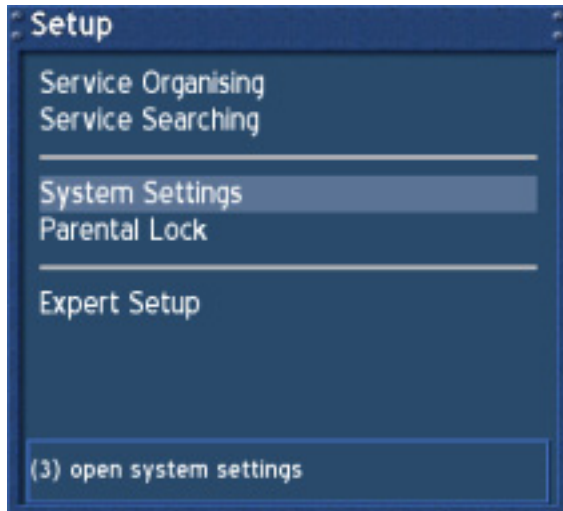 Setup
Service Organising
Service Searching
System Settings
Parental Lock
Expert Setup
(3) open system settings